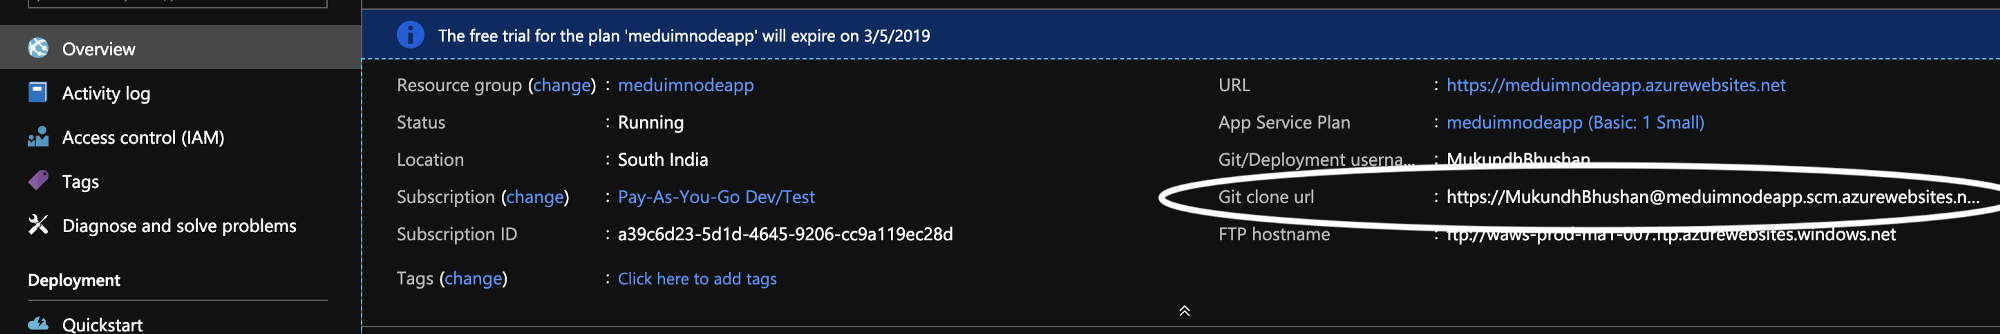 Overview
Activity log
Access control (IAM)
Tags
Diagnose and solve problems
Deployment
Quickstart
The free trial for the plan 'meduimnodeapp' will expire on 3/5/2019
Resource group (change) : meduimnodeapp
Status : Running
Location : South India
Subscription (change) : Pay-As-You-Go Dev/Test
Subscription ID : a39c6d23-5d1d-4645-9206-cc9a119ec28d
Tags (change) : Click here to add tags
URL : https://meduimnodeapp.azurewebsites.net
App Service Plan : meduimnodeapp (Basic: 1 Small)
Git/Deployment userna... : MukundhBhushan
Git clone url : https://MukundhBhushan@meduimnodeapp.scm.azurewebsites.n...
FTP hostname : ftp://waws-prod-ma1-007.ftp.azurewebsites.windows.net